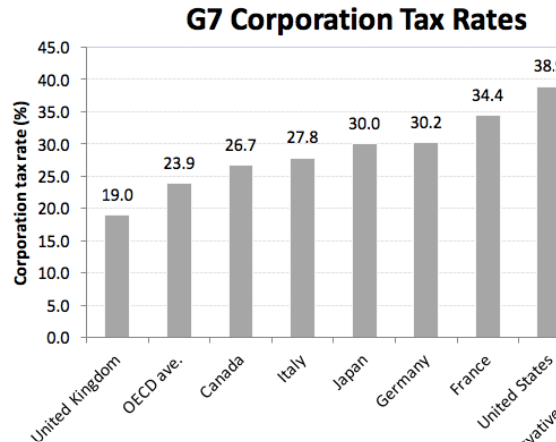 G7 Corporation Tax Rates
Corporation tax rate (%)
45.0
40.0
35.0
30.0
25.0
20.0
15.0
10.0
5.0
0.0
19.0
23.9
26.7
27.8
30.0
30.2
34.4
38.
United Kingdom
OECD ave.
Canada
Italy
Japan
Germany
France
United States